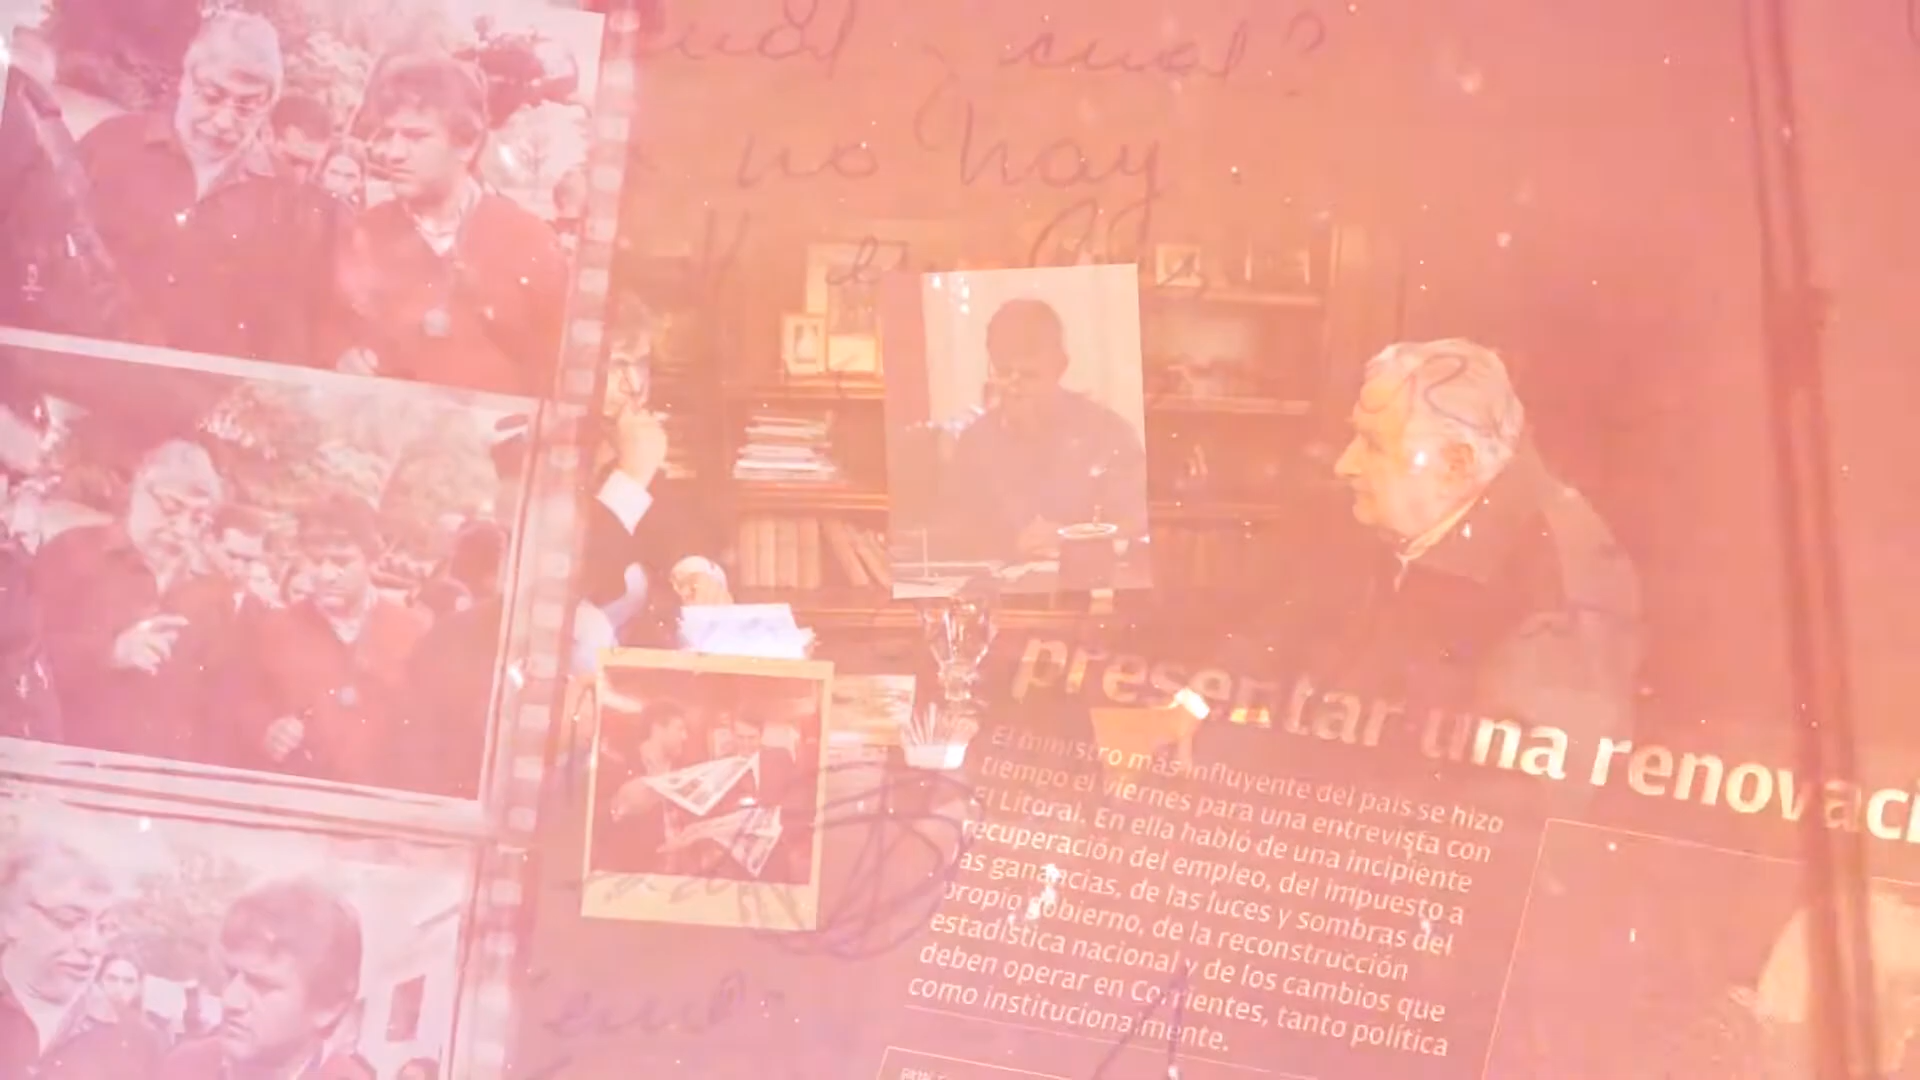 cual y cual?
no hay
presentar una renovaci
El ministro más influyente del país se hizo
tiempo el viernes para una entrevista con
El Litoral. En ella habló de una incipiente
recuperación del empleo, del impuesto a
las ganancias, de las luces y sombras del
propio gobierno, de la reconstrucción
estadística nacional y de los cambios que
deben operar en Corrientes, tanto política
como institucionalmente.